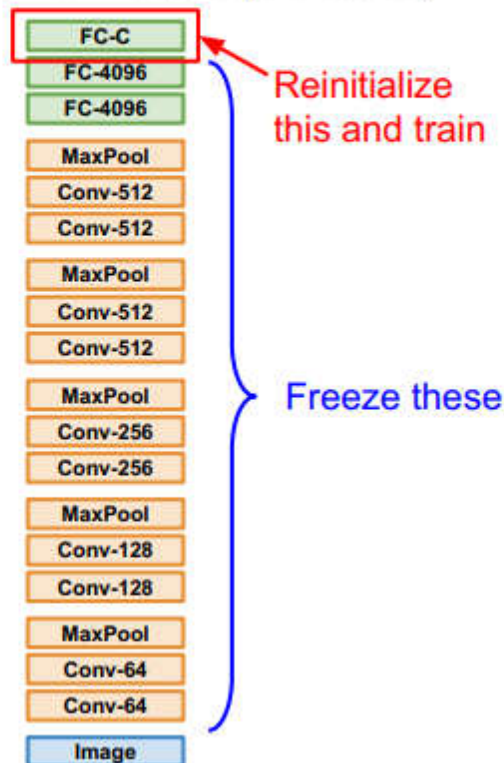 FC-C
FC-4096
FC-4096
Reinitialize
this and train
MaxPool
Conv-512
Conv-512
MaxPool
Conv-512
Conv-512
MaxPool
Conv-256
Conv-256
Freeze these
MaxPool
Conv-128
Conv-128
MaxPool
Conv-64
Conv-64
Image